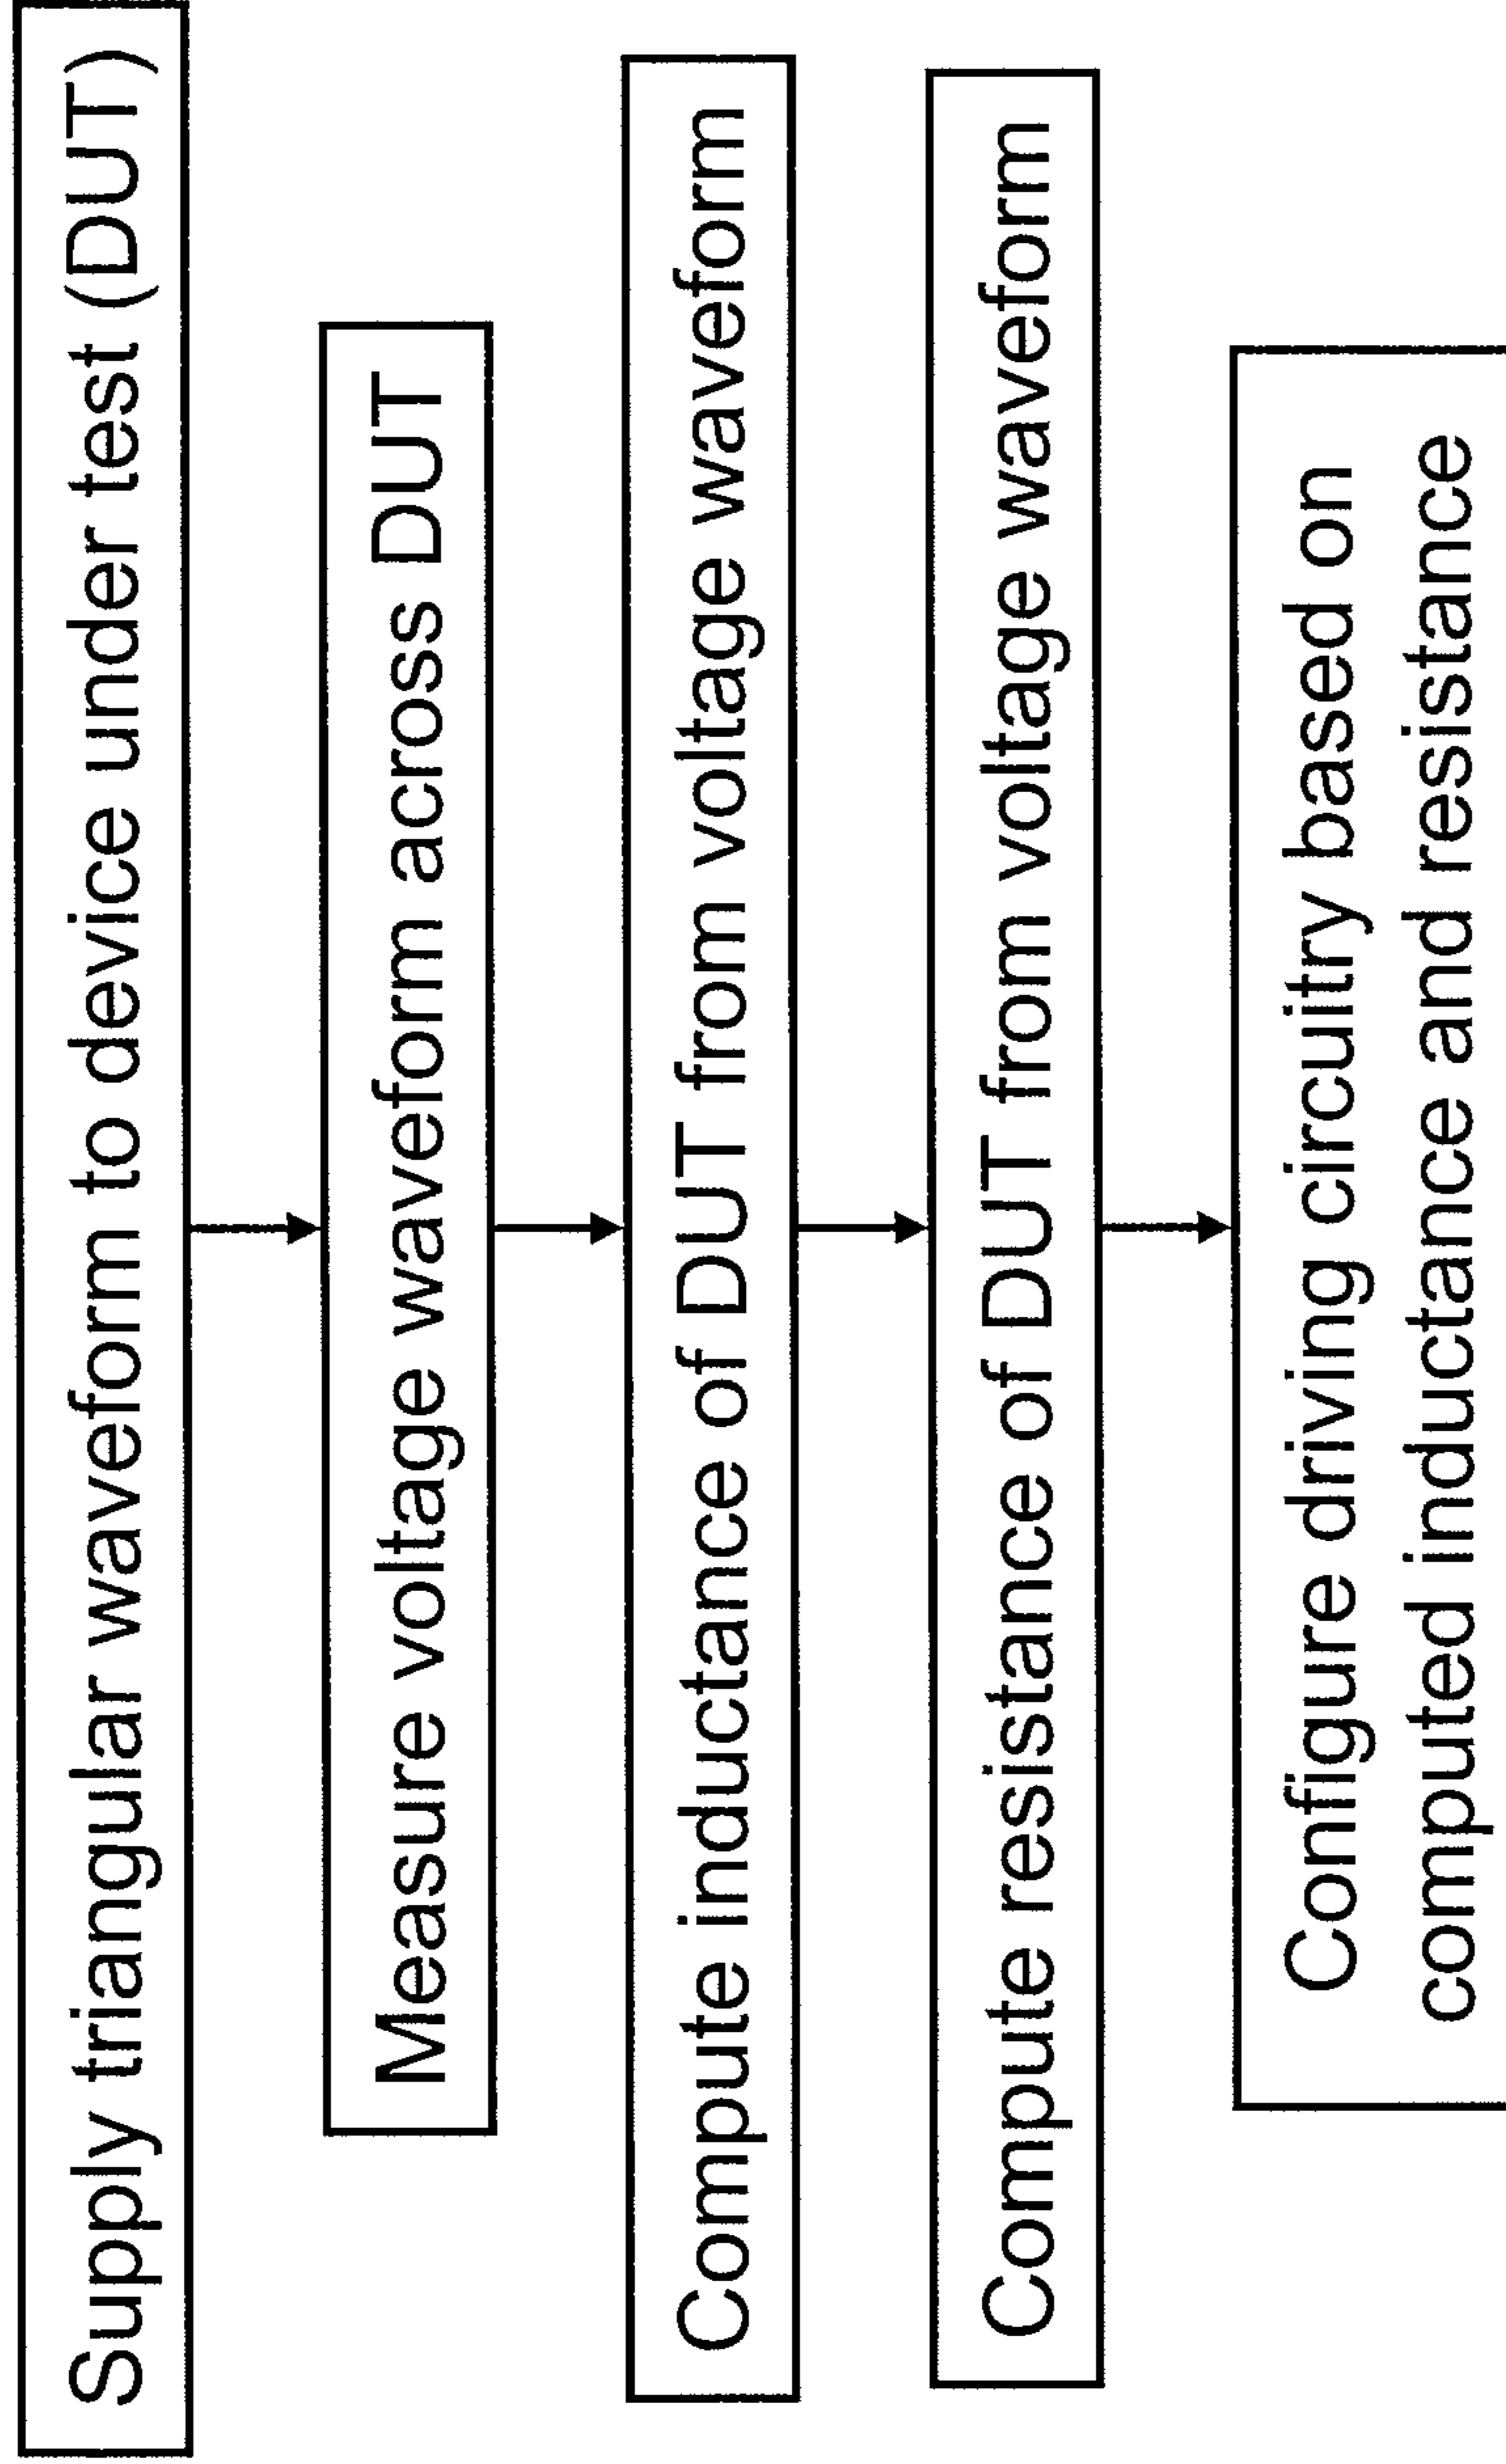 Supply triangular waveform to device under test (DUT)
Measure voltage waveform across DUT
Compute inductance of DUT from voltage waveform
Compute resistance of DUT from voltage waveform
Configure driving circuitry based on
computed inductance and resistance